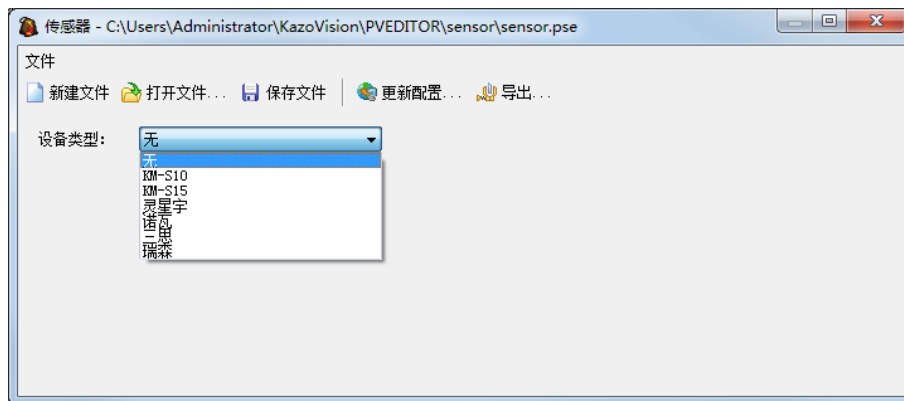 传感器 - C:\Users\Administrator\KazoVision\PVEDITOR\sensor\sensor.pse
文件
新建文件 打开文件... 保存文件 更新配置... 导出...
设备类型: 无
无
KM-S10
KM-S15
灵星宇
诺瓦
三思
瑞森